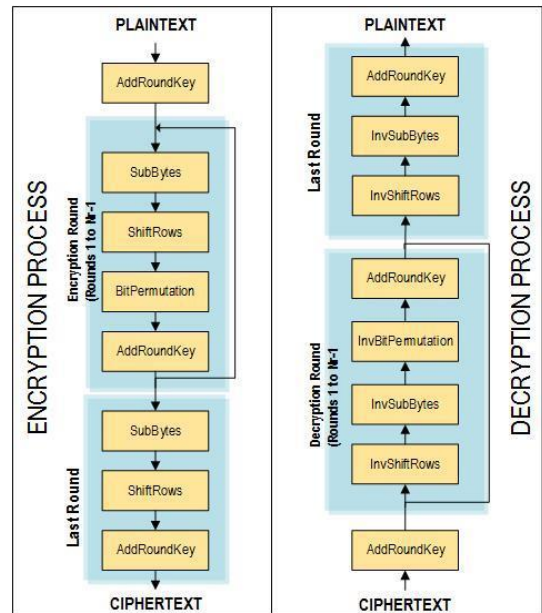 PLAINTEXT
AddRoundKey
SubBytes
ShiftRows
BitPermutation
AddRoundKey
SubBytes
ShiftRows
AddRoundKey
CIPHERTEXT
ENCRYPTION PROCESS
Encryption Round
(Rounds 1 to Nr-1
Last Round
PLAINTEXT
AddRoundKey
InvSubBytes
InvShiftRows
AddRoundKey
InvBitPermutation
InvSubBytes
InvShiftRows
AddRoundKey
CIPHERTEXT
Last Round
Decryption Round
(Rounds 1 to Nr-1
DECRYPTION PROCESS